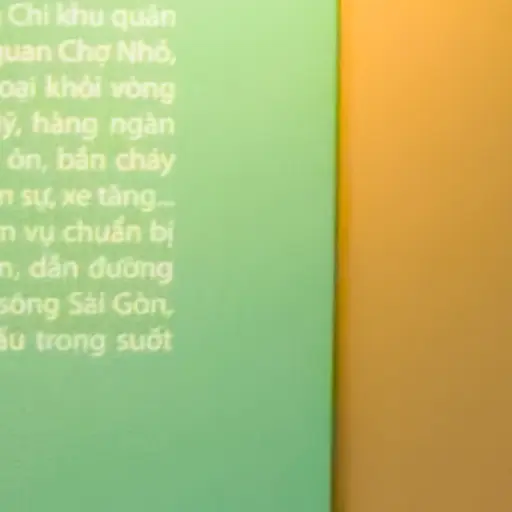 Chi khu quân
quan Chợ Nhỏ,
oại khỏi vòng
ỹ, hàng ngàn
ôn, bắn cháy
n sự, xe tăng...
n vụ chuẩn bị
n, dẫn đường
sông Sài Gòn,
ấu trong suốt